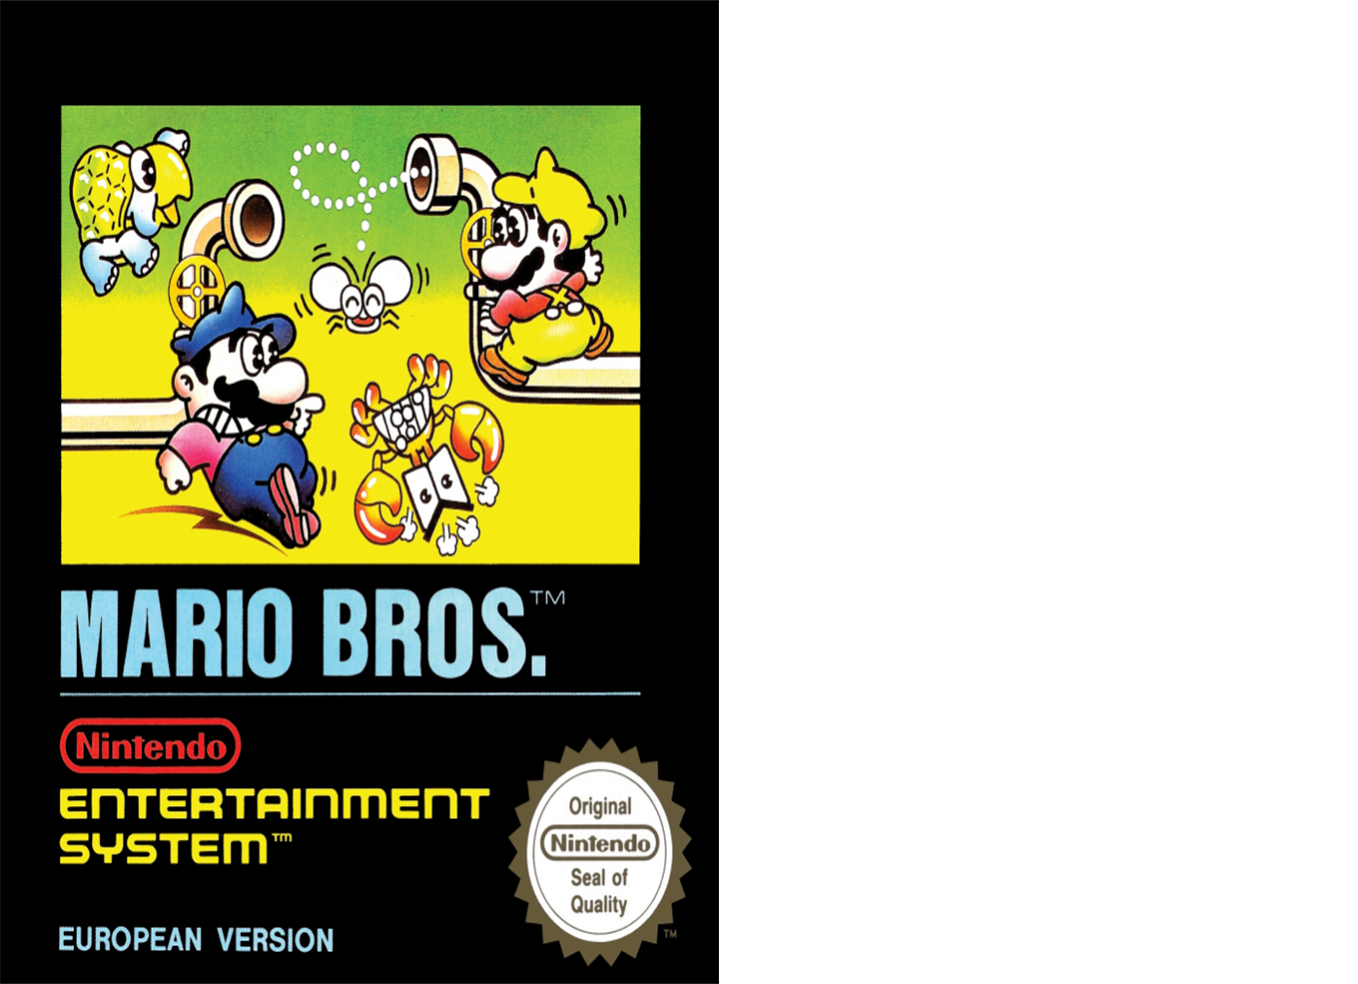 MARIO BROS.™
Nintendo
ENTERTAINMENT
SYSTEM™
EUROPEAN VERSION
Original
Nintendo
Seal of
Quality
TM